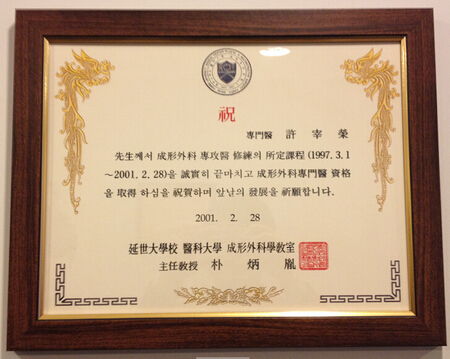 祝
專門醫 許宰榮
先生께서 成形外科 專攻醫 修練의 所定課程 (1997. 3. 1
～2001. 2. 28)을 誠實히 끝마치고 成形外科專門醫 資格
을 取得 하심을 祝賀하며 앞날의 發展을 祈願합니다.
2001. 2. 28
延世大學校 醫科大學 成形外科學敎室
主任敎授 朴炳胤